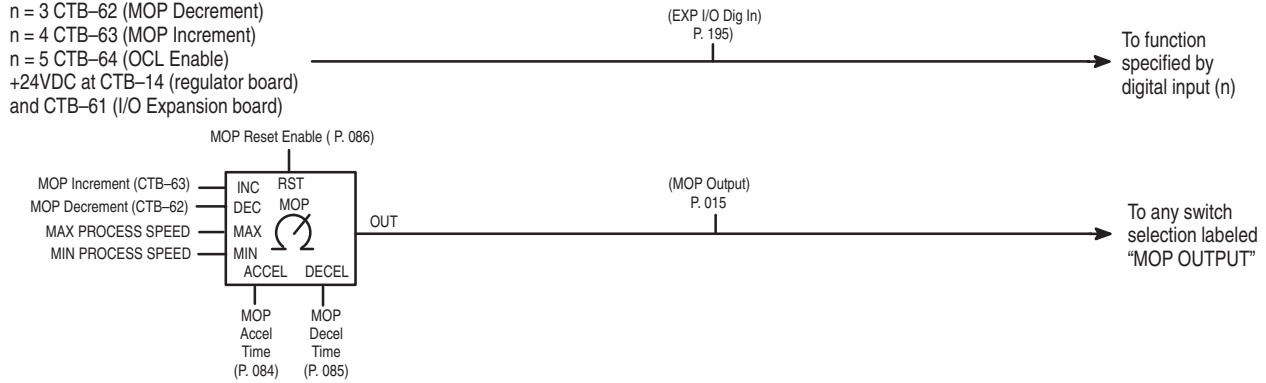 n = 3 CTB–62 (MOP Decrement)
n = 4 CTB–63 (MOP Increment)
n = 5 CTB–64 (OCL Enable)
+24VDC at CTB–14 (regulator board)
and CTB–61 (I/O Expansion board)
(EXP I/O Dig In)
P. 195)
To function
specified by
digital input (n)
MOP Reset Enable ( P. 086)
MOP Increment (CTB–63)
MOP Decrement (CTB–62)
MAX PROCESS SPEED
MIN PROCESS SPEED
INC RST
DEC MOP
MAX
MIN
ACCEL DECEL
OUT
(MOP Output)
P. 015
To any switch
selection labeled
“MOP OUTPUT”
MOP
Accel
Time
(P. 084)
MOP
Decel
Time
(P. 085)